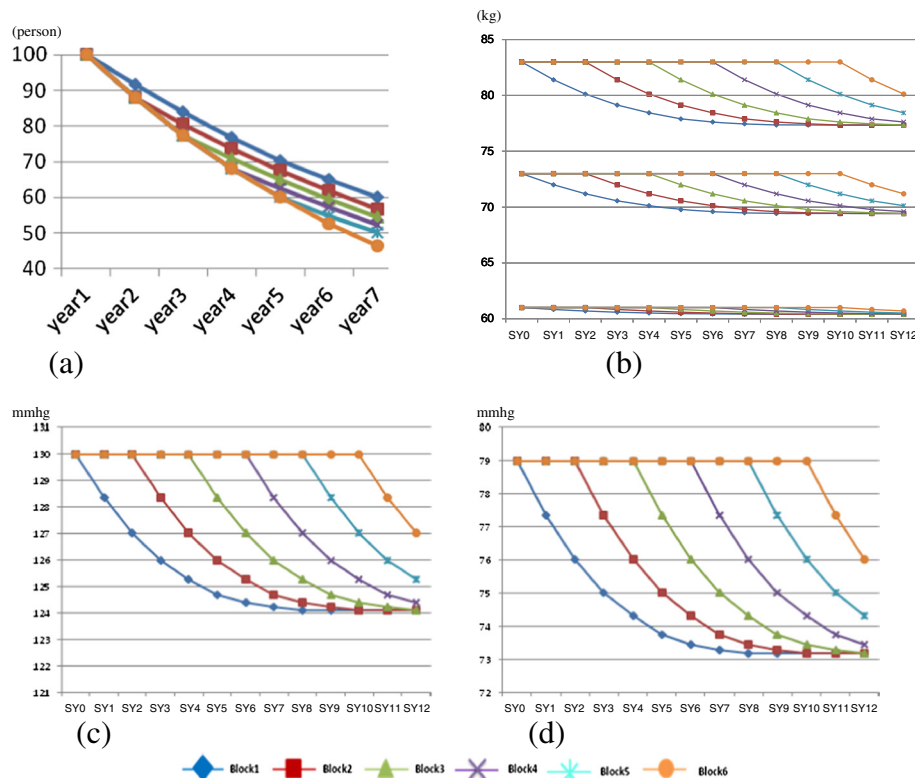 (person)
100
90
80
70
60
50
40
year1 year2 year3 year4 year5 year6 year7
(a)
(kg)
85
80
75
70
65
60
SY0 SY1 SY2 SY3 SY4 SY5 SY6 SY7 SY8 SY9 SY10 SY11 SY12
(b)
mmhg
131
130
129
128
127
126
125
124
123
122
121
SY0 SY1 SY2 SY3 SY4 SY5 SY6 SY7 SY8 SY9 SY10 SY11 SY12
(c)
mmhg
80
79
78
77
76
75
74
73
72
SY0 SY1 SY2 SY3 SY4 SY5 SY6 SY7 SY8 SY9 SY10 SY11 SY12
(d)
Block1 Block2 Block3 Block4 Block5 Block6